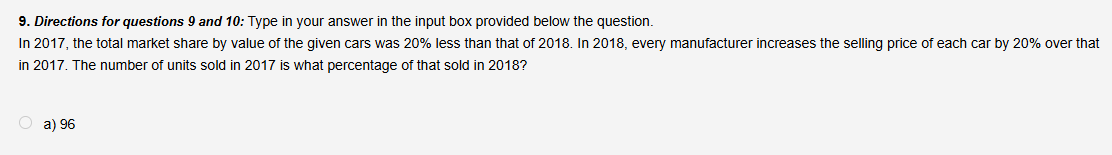 9. Directions for questions 9 and 10: Type in your answer in the input box provided below the question.
In 2017, the total market share by value of the given cars was 20% less than that of 2018. In 2018, every manufacturer increases the selling price of each car by 20% over that
in 2017. The number of units sold in 2017 is what percentage of that sold in 2018?
a) 96